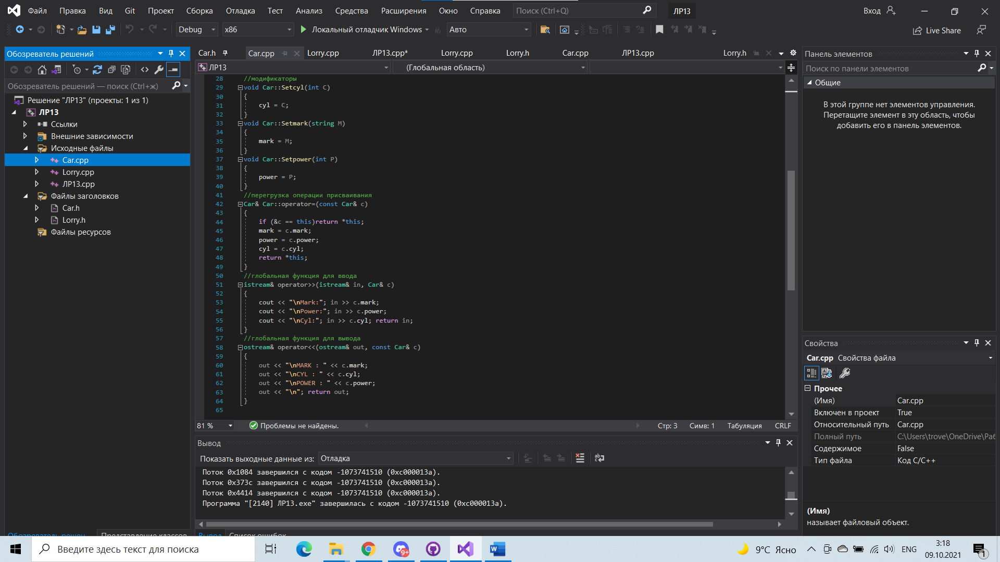 Файл Правка Вид Git Проект Сборка Отладка Тест Анализ Средства Расширения Окно Справка Поиск (Ctrl+Q) ЛР13 Вход
Debug x86 Локальный отладчик Windows Авто Live Share
Обозреватель решений
Обозреватель решений — поиск (Ctrl+ж)
Решение "ЛР13" (проекты: 1 из 1)
ЛР13
Ссылки
Внешние зависимости
Исходные файлы
Car.cpp
Lorry.cpp
ЛР13.cpp
Файлы заголовков
Car.h
Lorry.h
Файлы ресурсов
Обозреватель решен... Представление классов
Car.h Car.cpp Lorry.cpp ЛР13.cpp* Lorry.cpp Lorry.h Car.cpp ЛР13.cpp Lorry.h
ЛР13 (Глобальная область)
28 //модификаторы
29 void Car::Setcyl(int C)
30 {
31 cyl = C;
32 }
33 void Car::Setmark(string M)
34 {
35 mark = M;
36 }
37 void Car::Setpower(int P)
38 {
39 power = P;
40 }
41 //перегрузка операции присваивания
42 Car& Car::operator=(const Car& c)
43 {
44 if (&c == this)return *this;
45 mark = c.mark;
46 power = c.power;
47 cyl = c.cyl;
48 return *this;
49 }
50 //глобальная функция для ввода
51 istream& operator>>(istream& in, Car& c)
52 {
53 cout << "\nMark:"; in >> c.mark;
54 cout << "\nPower:"; in >> c.power;
55 cout << "\nCyl:"; in >> c.cyl; return in;
56 }
57 //глобальная функция для вывода
58 ostream& operator<<(ostream& out, const Car& c)
59 {
60 out << "\nMARK : " << c.mark;
61 out << "\nCYL : " << c.cyl;
62 out << "\nPOWER : " << c.power;
63 out << "\n"; return out;
64 }
65
81 % Проблемы не найдены. Стр: 3 Симв: 1 Табуляция CRLF
Вывод
Показать выходные данные из: Отладка
Поток 0x1084 завершился с кодом -1073741510 (0xc000013a).
Поток 0x373c завершился с кодом -1073741510 (0xc000013a).
Поток 0x4414 завершился с кодом -1073741510 (0xc000013a).
Программа "[2140] ЛР13.exe" завершилась с кодом -1073741510 (0xc000013a).
Вывод Список ошибок
Панель элементов
Поиск по панели элементов
Общие
В этой группе нет элементов управления.
Перетащите элемент в эту область, чтобы
добавить его в панель элементов.
Свойства
Car.cpp Свойства файла
Прочее
(Имя) Car.cpp
Включен в проект True
Относительный путь Car.cpp
Полный путь C:\Users\trove\OneDrive\Раб
Содержимое False
Тип файла Код C/C++
(Имя)
называет файловый объект.
Введите здесь текст для поиска 9+ 9°C Ясно ENG 3:18
09.10.2021 1